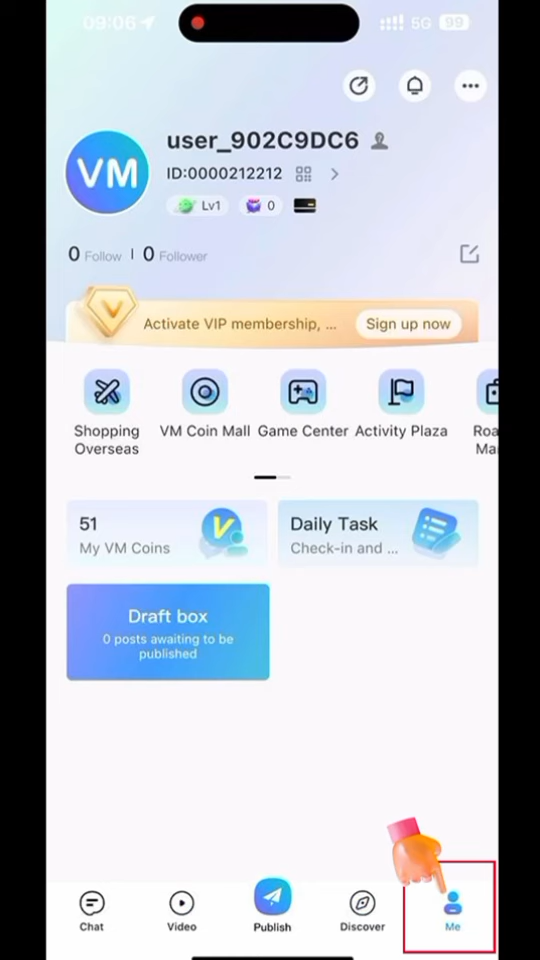 09:06
5G
99
user_902C9DC6
VM
ID:0000212212
Lv1
0
0 Follow
0 Follower
Activate VIP membership, ...
Sign up now
Shopping Overseas
VM Coin Mall
Game Center
Activity Plaza
51
My VM Coins
Daily Task
Check-in and ...
Draft box
0 posts awaiting to be
published
Chat
Video
Publish
Discover
Me